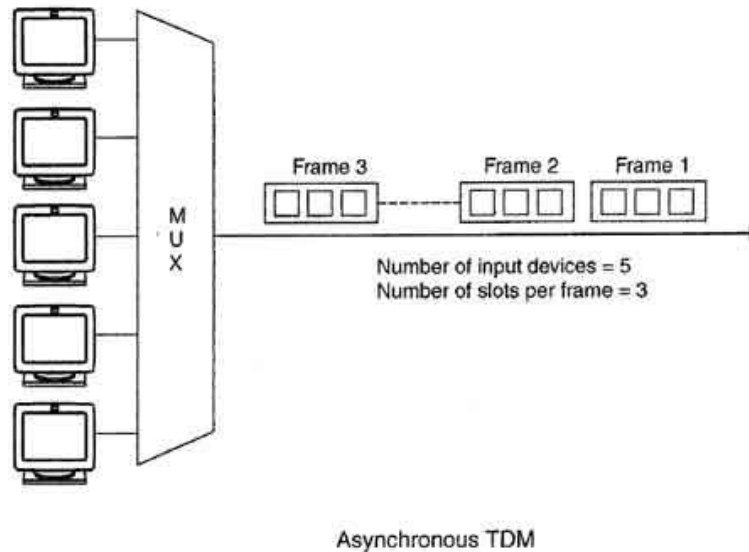 Frame 3
Frame 2
Frame 1
M
U
X
Number of input devices = 5
Number of slots per frame = 3
Asynchronous TDM